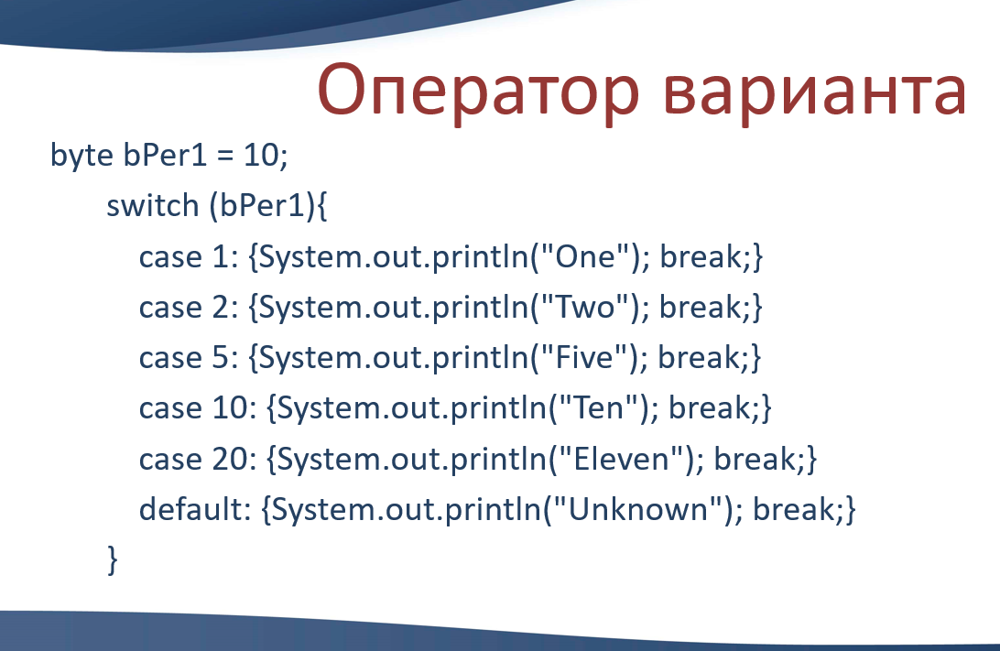 Оператор варианта
byte bPer1 = 10;
switch (bPer1){
case 1: {System.out.println("One"); break;}
case 2: {System.out.println("Two"); break;}
case 5: {System.out.println("Five"); break;}
case 10: {System.out.println("Ten"); break;}
case 20: {System.out.println("Eleven"); break;}
default: {System.out.println("Unknown"); break;}
}